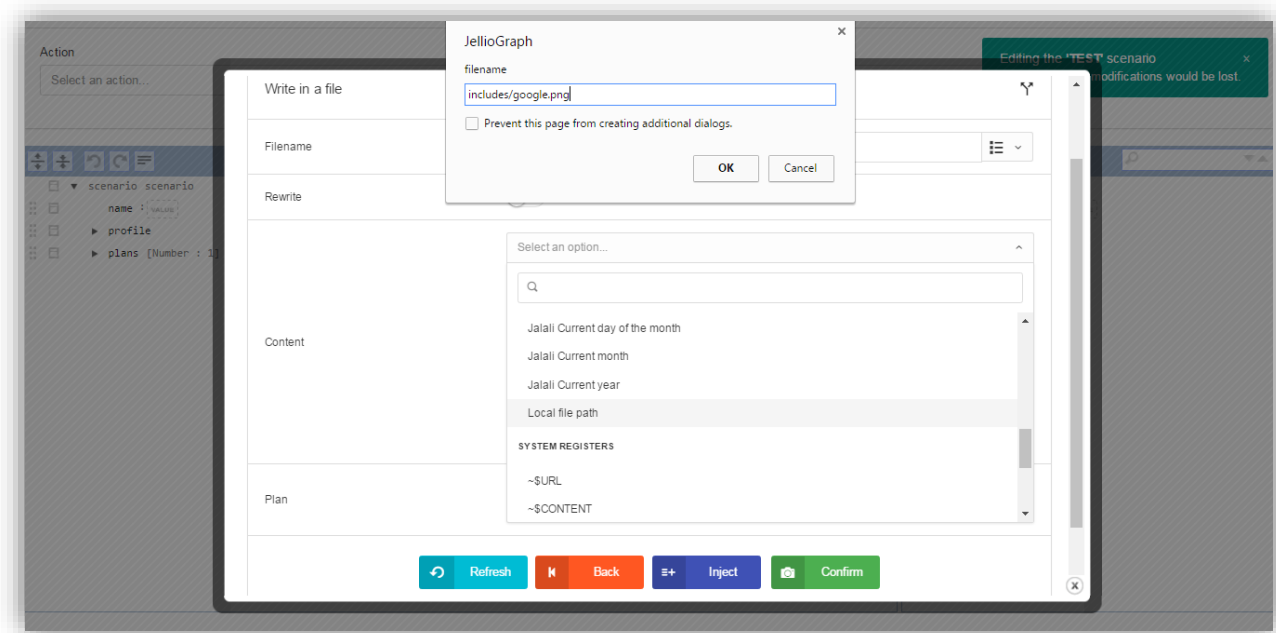 Action
Select an action...
JellioGraph
×
filename
includes/google.png
Prevent this page from creating additional dialogs.
OK
Cancel
Editing the 'TEST' scenario
×
modifications would be lost.
Write in a file
Filename
Rewrite
Content
Select an option...
Jalali Current day of the month
Jalali Current month
Jalali Current year
Local file path
SYSTEM REGISTERS
~$URL
~$CONTENT
Plan
Refresh
Back
Inject
Confirm
scenario scenario
name : VALUE
profile
plans [Number : 1]